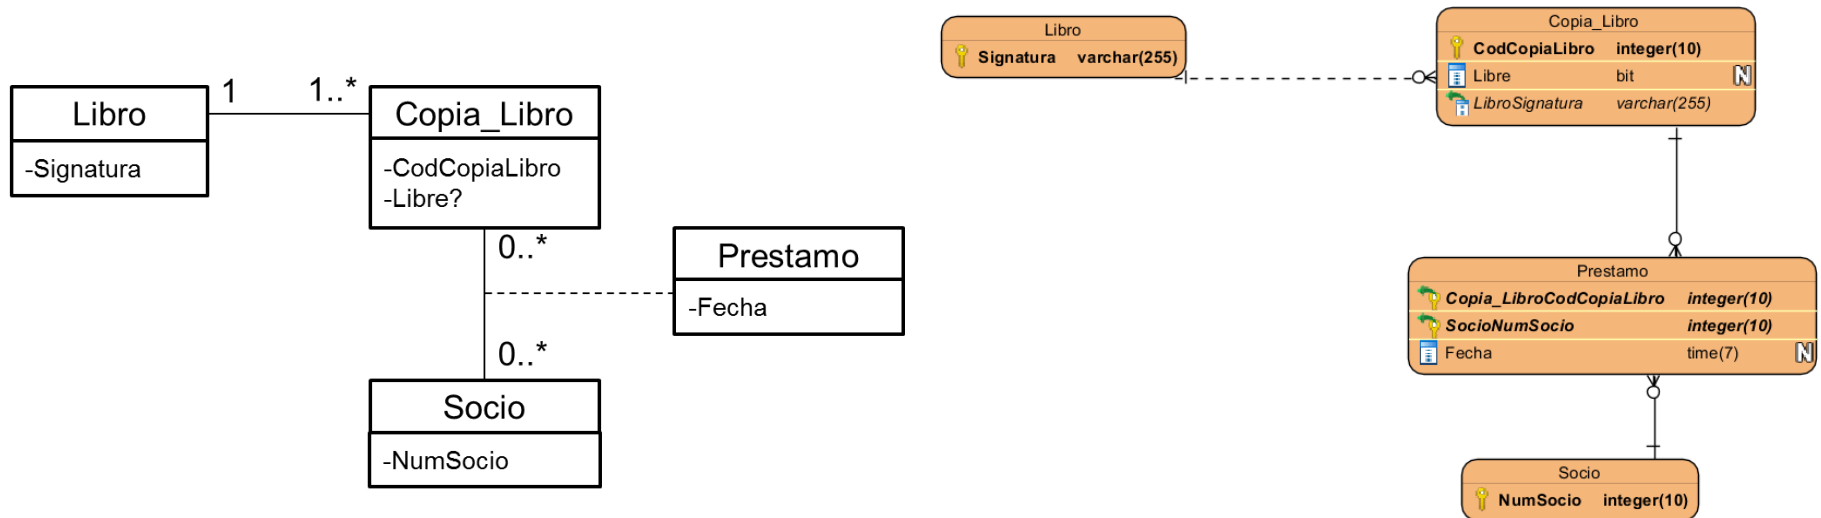 Libro
-Signatura
1
1..*
Copia_Libro
-CodCopiaLibro
-Libre?
0..*
Prestamo
-Fecha
0..*
Socio
-NumSocio
Libro
Signatura varchar(255)
Copia_Libro
CodCopiaLibro integer(10)
Libre bit N
LibroSignatura varchar(255)
Prestamo
Copia_LibroCodCopiaLibro integer(10)
SocioNumSocio integer(10)
Fecha time(7) N
Socio
NumSocio integer(10)